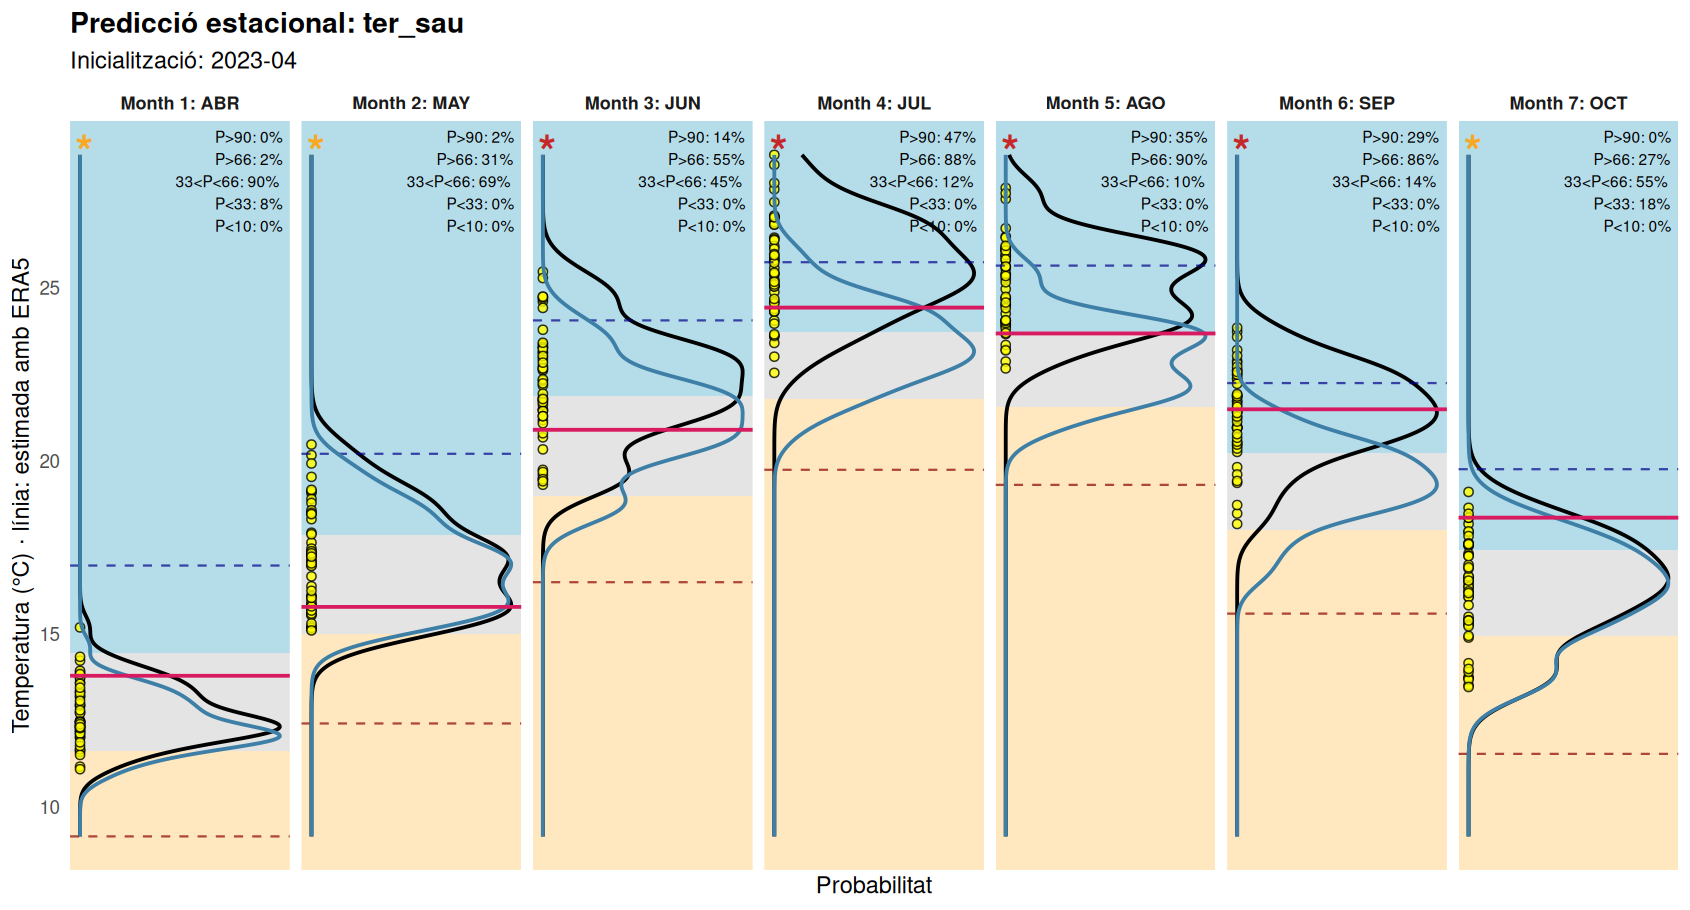 Predicció estacional: ter_sau
Inicialització: 2023-04
Month 1: ABR
Month 2: MAY
Month 3: JUN
Month 4: JUL
Month 5: AGO
Month 6: SEP
Month 7: OCT
*
P>90: 0%
P>66: 2%
33<P<66: 90%
P<33: 8%
P<10: 0%
*
P>90: 2%
P>66: 31%
33<P<66: 69%
P<33: 0%
P<10: 0%
*
P>90: 14%
P>66: 55%
33<P<66: 45%
P<33: 0%
P<10: 0%
*
P>90: 47%
P>66: 88%
33<P<66: 12%
P<33: 0%
P<10: 0%
*
P>90: 35%
P>66: 90%
33<P<66: 10%
P<33: 0%
P<10: 0%
*
P>90: 29%
P>66: 86%
33<P<66: 14%
P<33: 0%
P<10: 0%
*
P>90: 0%
P>66: 27%
33<P<66: 55%
P<33: 18%
P<10: 0%
Temperatura (°C) · línia: estimada amb ERA5
25
20
15
10
Probabilitat